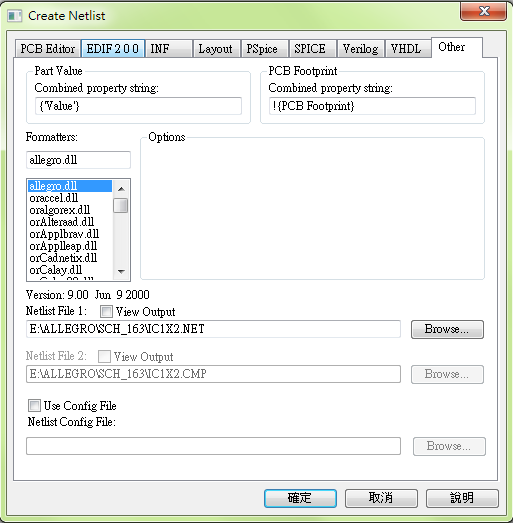 Create Netlist
PCB Editor EDIF 2 0 0 INF Layout PSpice SPICE Verilog VHDL Other
Part Value
Combined property string:
{'Value'}
PCB Footprint
Combined property string:
!{PCB Footprint}
Formatters:
allegro.dll
allegro.dll
oraccel.dll
oralgorex.dll
orAlteraad.dll
orApplbrav.dll
orApplleap.dll
orCadnetix.dll
orCalay.dll
Options
Version: 9.00 Jun 9 2000
Netlist File 1: View Output
E:\ALLEGRO\SCH_163\IC1X2.NET Browse...
Netlist File 2: View Output
E:\ALLEGRO\SCH_163\IC1X2.CMP Browse...
Use Config File
Netlist Config File:
Browse...
確定 取消 說明